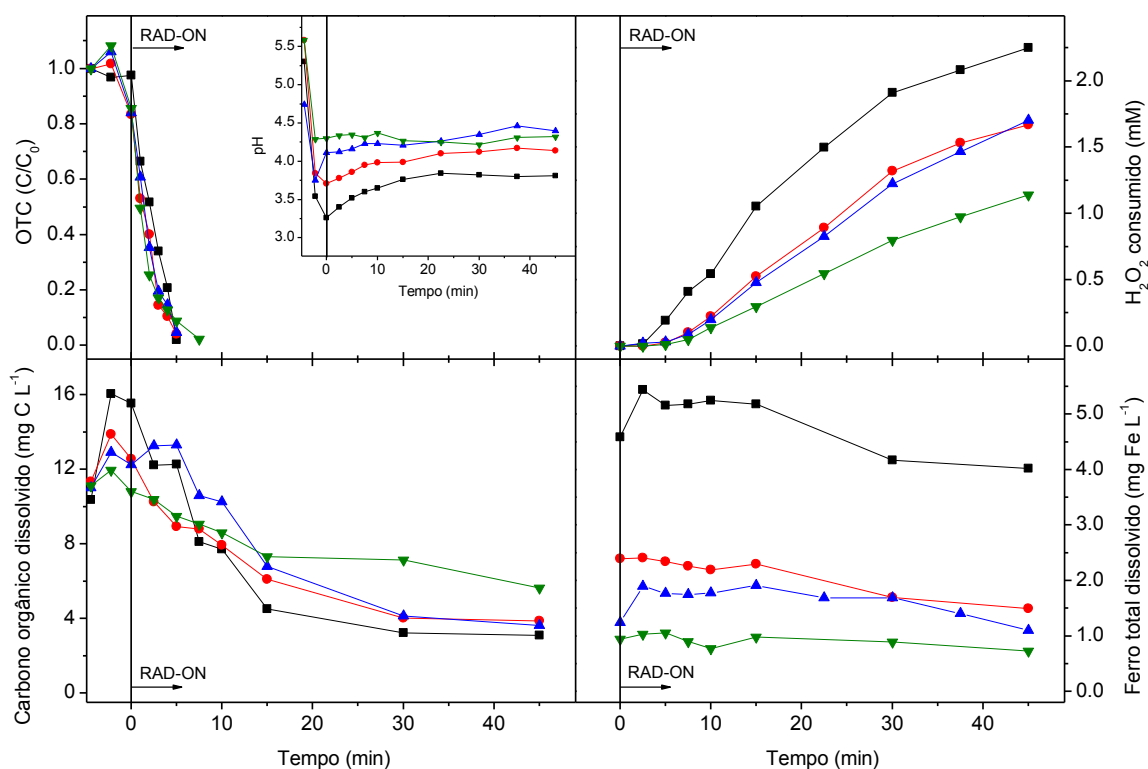 RAD-ON
OTC (C/C0)
1.0
0.8
0.6
0.4
0.2
0.0
pH
5.5
5.0
4.5
4.0
3.5
3.0
0 10 20 30 40
Tempo (min)
RAD-ON
2.0
1.5
1.0
0.5
0.0
H2O2 consumido (mM)
Carbono orgânico dissolvido (mg C L-1)
16
12
8
4
0
RAD-ON
0 10 20 30 40
Tempo (min)
RAD-ON
5.0
4.0
3.0
2.0
1.0
0.0
Ferro total dissolvido (mg Fe L-1)
0 10 20 30 40
Tempo (min)